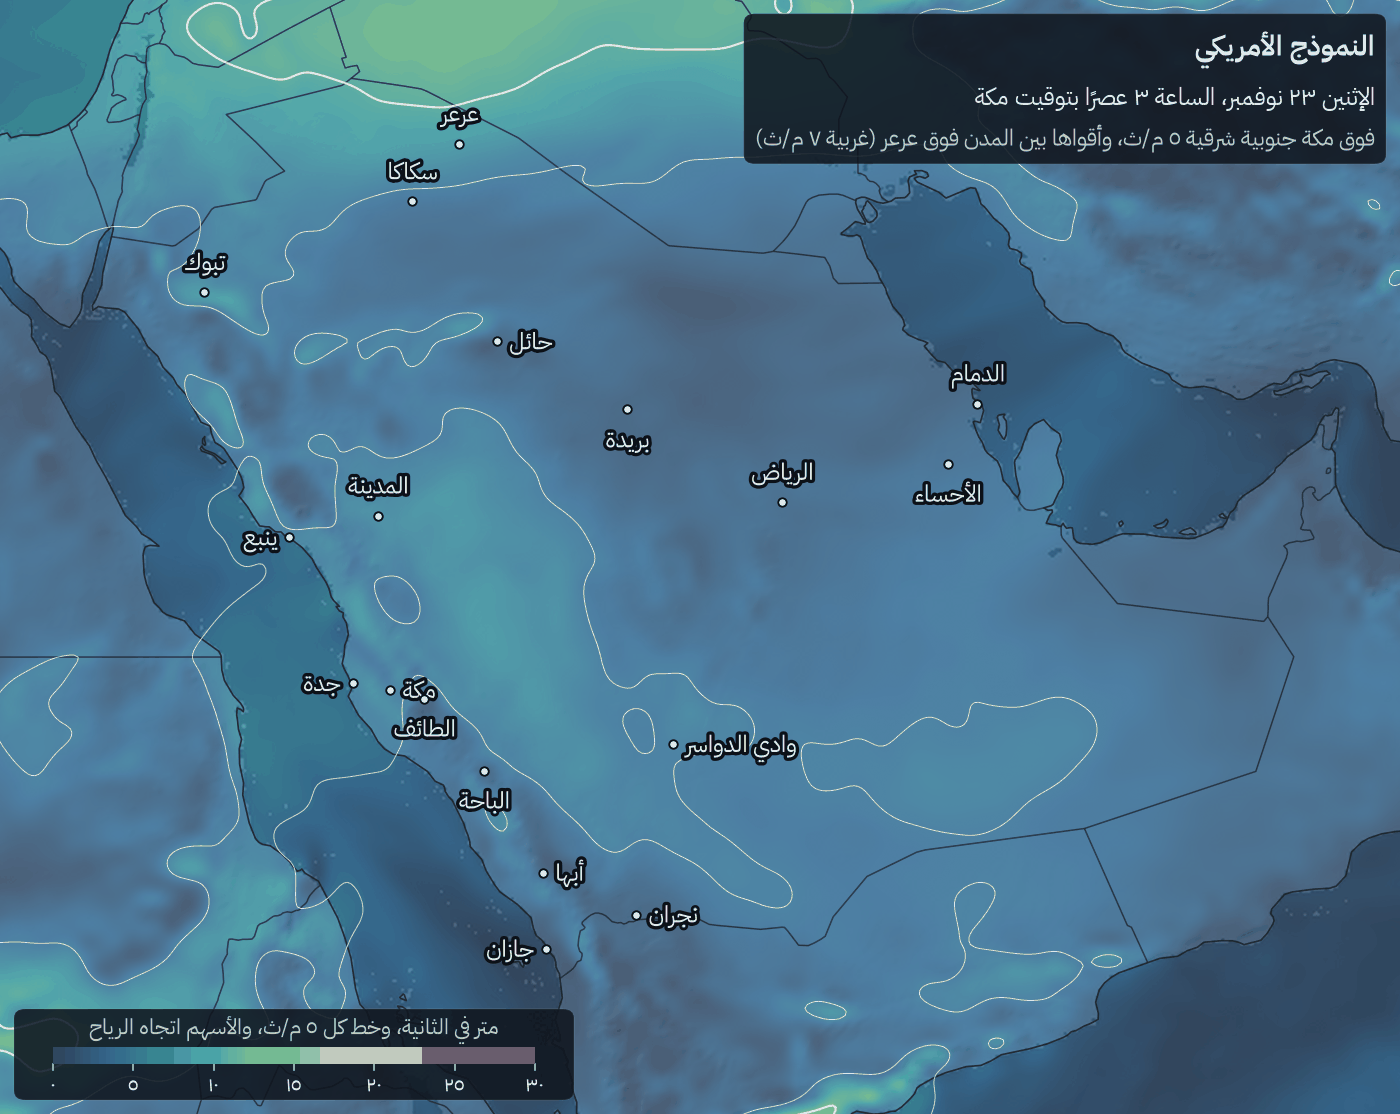 النموذج الأمريكي
الإثنين ٢٣ نوفمبر، الساعة ٣ عصرًا بتوقيت مكة
فوق مكة جنوبية شرقية ٥ م/ث، وأقواها بين المدن فوق عرعر (غربية ٧ م/ث)
عرعر
سكاكا
تبوك
حائل
الدمام
بريدة
الرياض
الأحساء
المدينة
ينبع
جدة
مكة
الطائف
وادي الدواسر
الباحة
أبها
نجران
جازان
متر في الثانية، وخط كل ٥ م/ث، والأسهم اتجاه الرياح
٠ ٥ ١٠ ١٥ ٢٠ ٢٥ ٣٠